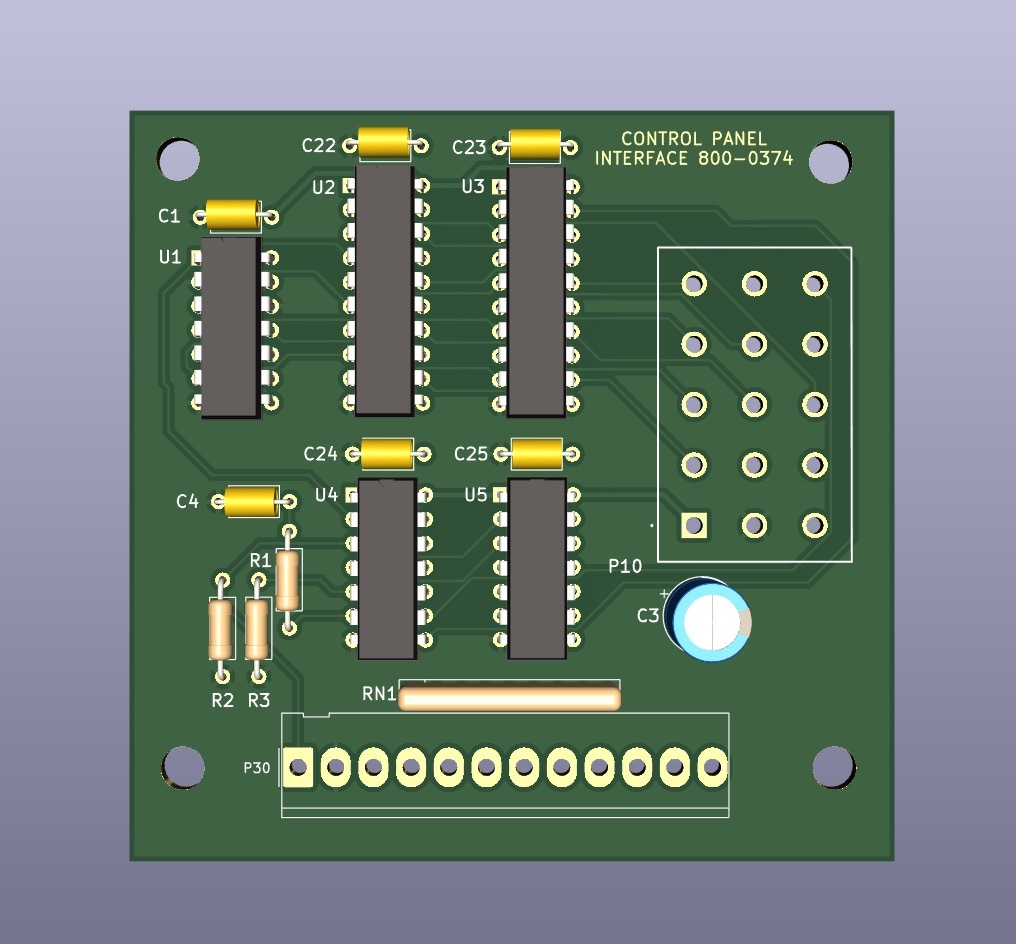 CONTROL PANEL
INTERFACE 800-0374
C22
C23
U2
U3
C1
U1
C24
C25
U4
U5
C4
R1
P10
+
C3
RN1
R2
R3
P30